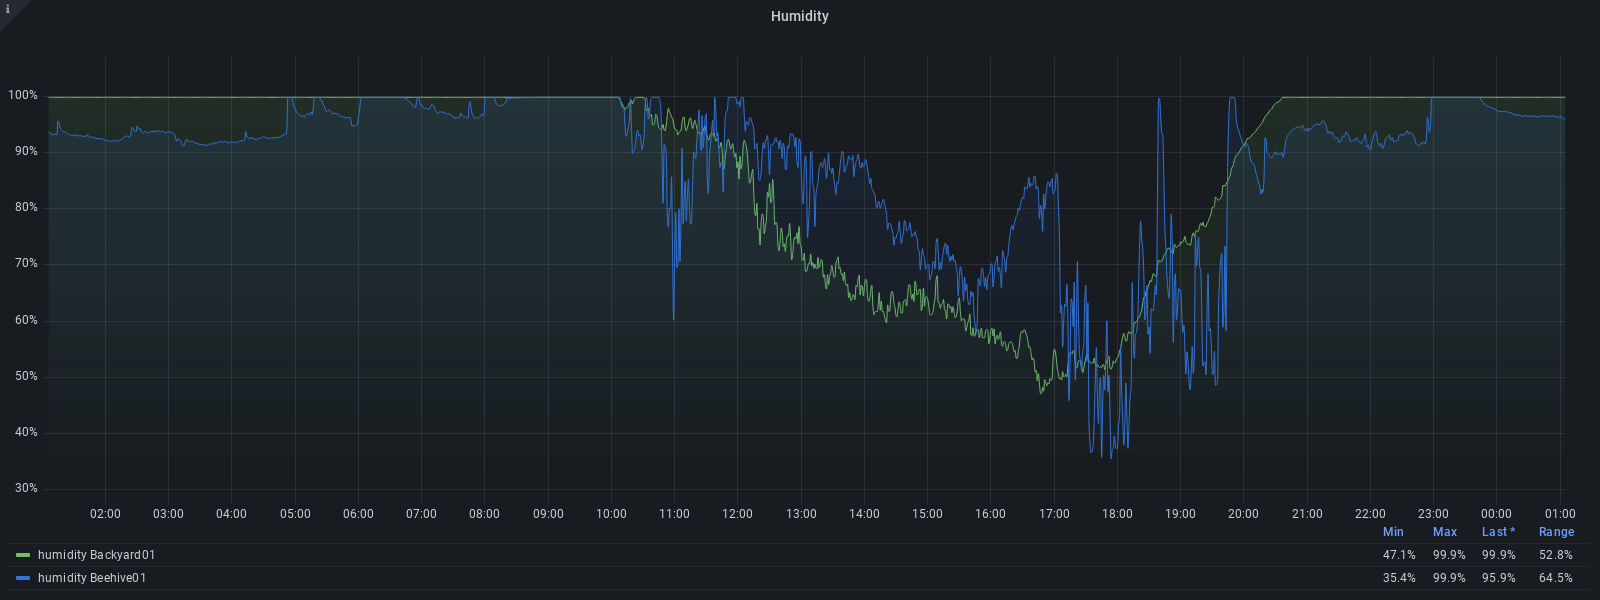 i
Humidity
100%
90%
80%
70%
60%
50%
40%
30%
02:00 03:00 04:00 05:00 06:00 07:00 08:00 09:00 10:00 11:00 12:00 13:00 14:00 15:00 16:00 17:00 18:00 19:00 20:00 21:00 22:00 23:00 00:00 01:00
Min Max Last * Range
humidity Backyard01 47.1% 99.9% 99.9% 52.8%
humidity Beehive01 35.4% 99.9% 95.9% 64.5%